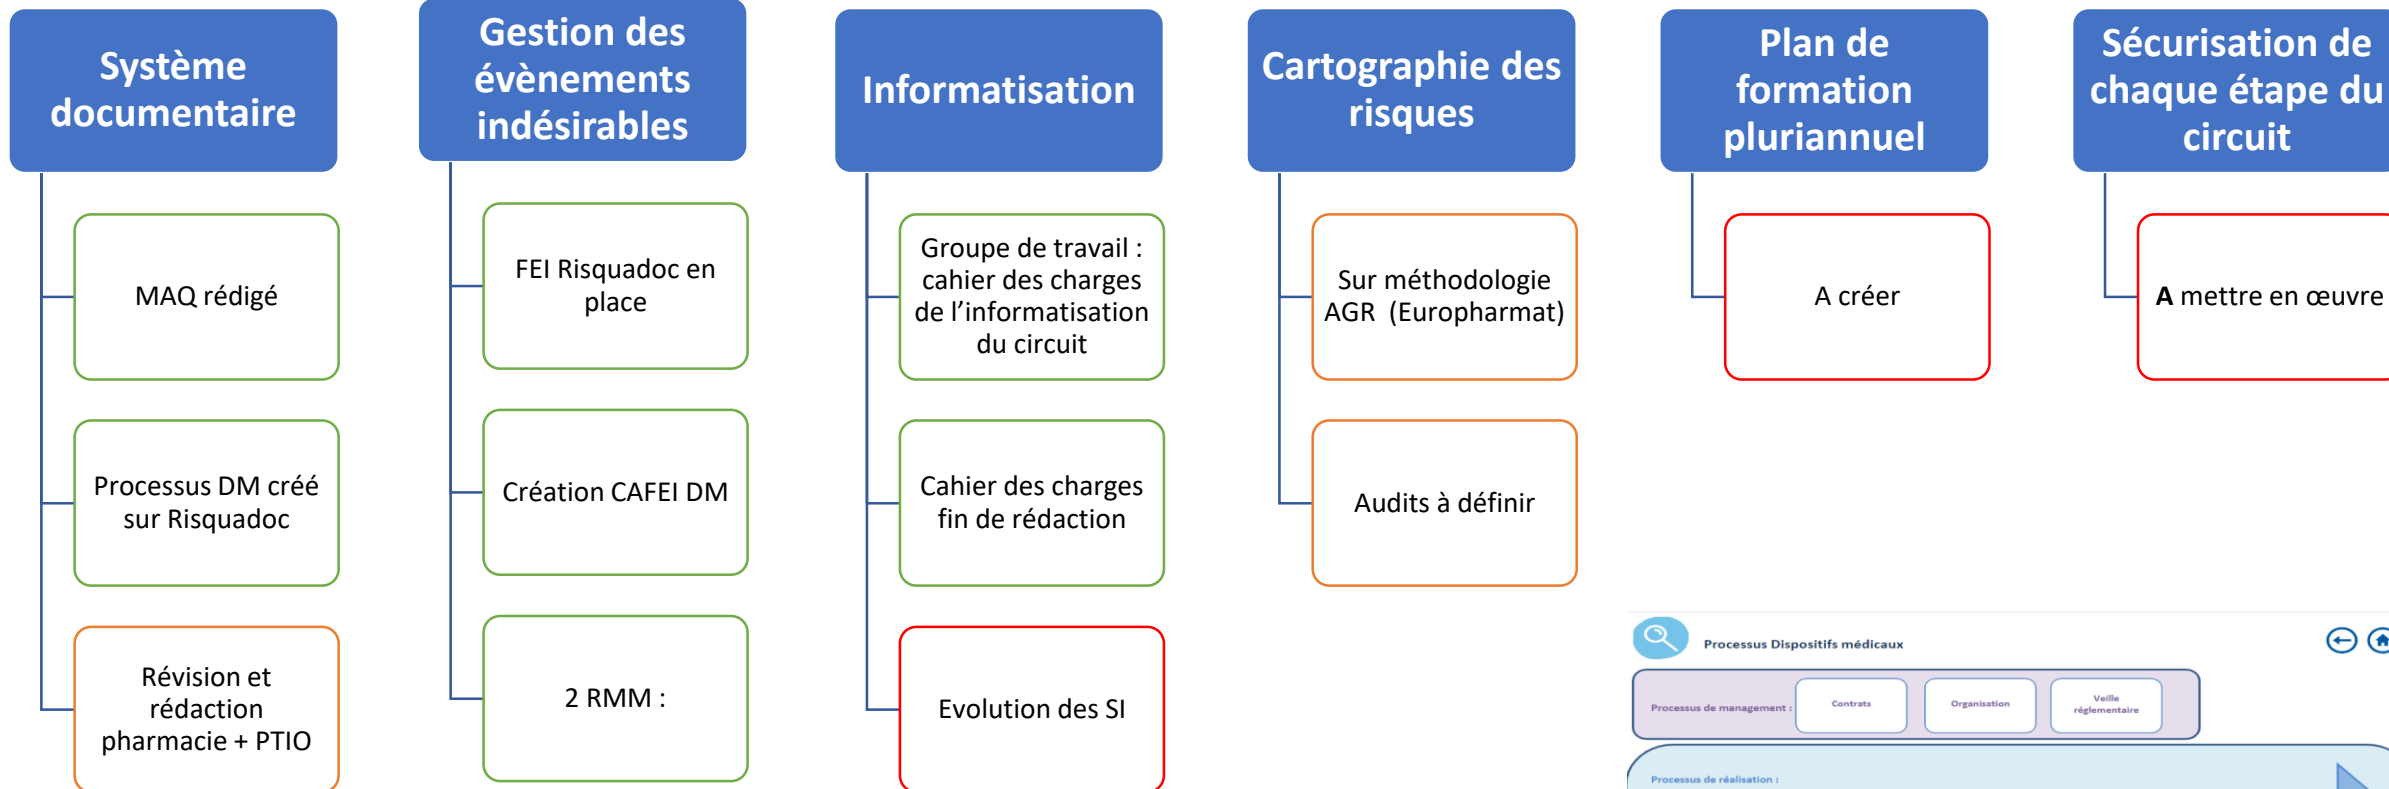 Système
documentaire
MAQ rédigé
Processus DM créé
sur Risquadoc
Révision et
rédaction
pharmacie + PTIO
Gestion des
évènements
indésirables
FEI Risquadoc en
place
Création CAFEI DM
2 RMM :
Informatisation
Groupe de travail :
cahier des charges
de l’informatisation
du circuit
Cahier des charges
fin de rédaction
Evolution des SI
Cartographie des
risques
Sur méthodologie
AGR (Europharmat)
Audits à définir
Plan de
formation
pluriannuel
A créer
Sécurisation de
chaque étape du
circuit
A mettre en œuvre
Processus Dispositifs médicaux
Processus de management :
Contrats
Organisation
Veille
réglementaire
Processus de réalisation :